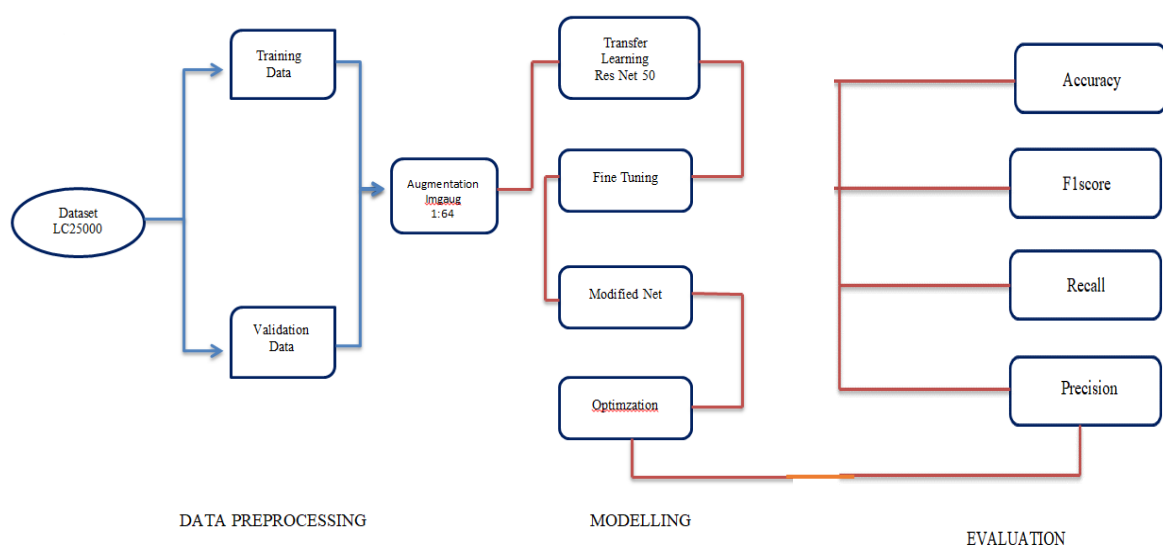 Dataset
LC25000
Training
Data
Validation
Data
Augmentation
Imgaug
1:64
Transfer
Learning
Res Net 50
Fine Tuning
Modified Net
Optimzation
Accuracy
F1score
Recall
Precision
DATA PREPROCESSING
MODELLING
EVALUATION